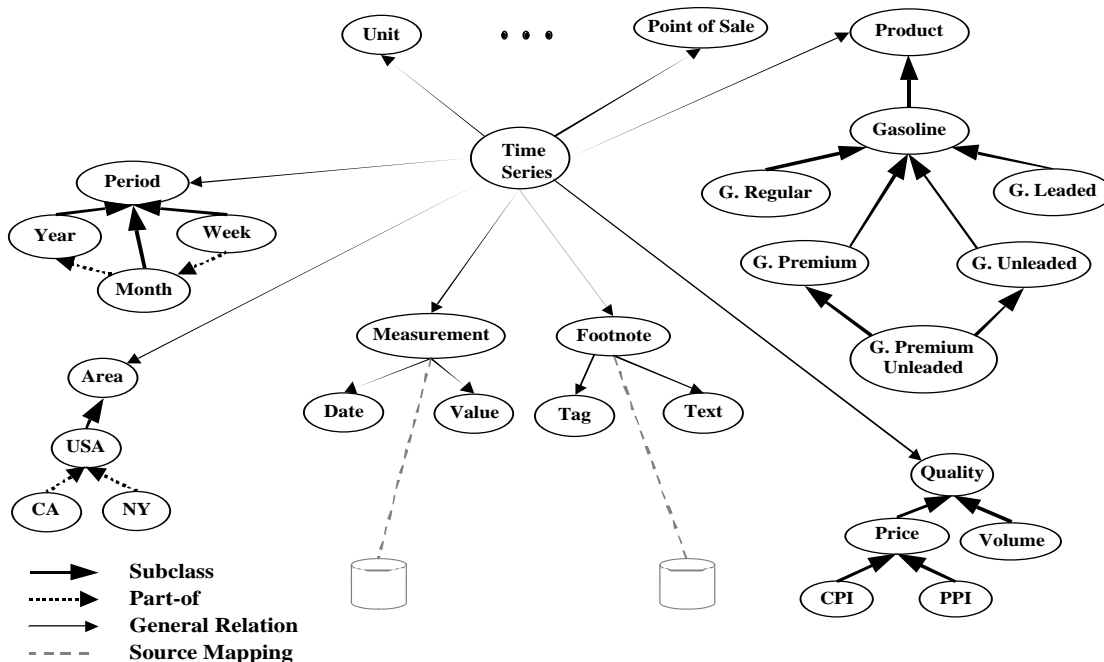 Unit
Point of Sale
Product
Gasoline
Time
Series
Period
G. Regular
G. Leaded
Year
Week
G. Premium
G. Unleaded
Month
Measurement
Footnote
G. Premium
Unleaded
Area
Date
Value
Tag
Text
USA
Quality
CA
NY
Price
Volume
CPI
PPI
Subclass
Part-of
General Relation
Source Mapping